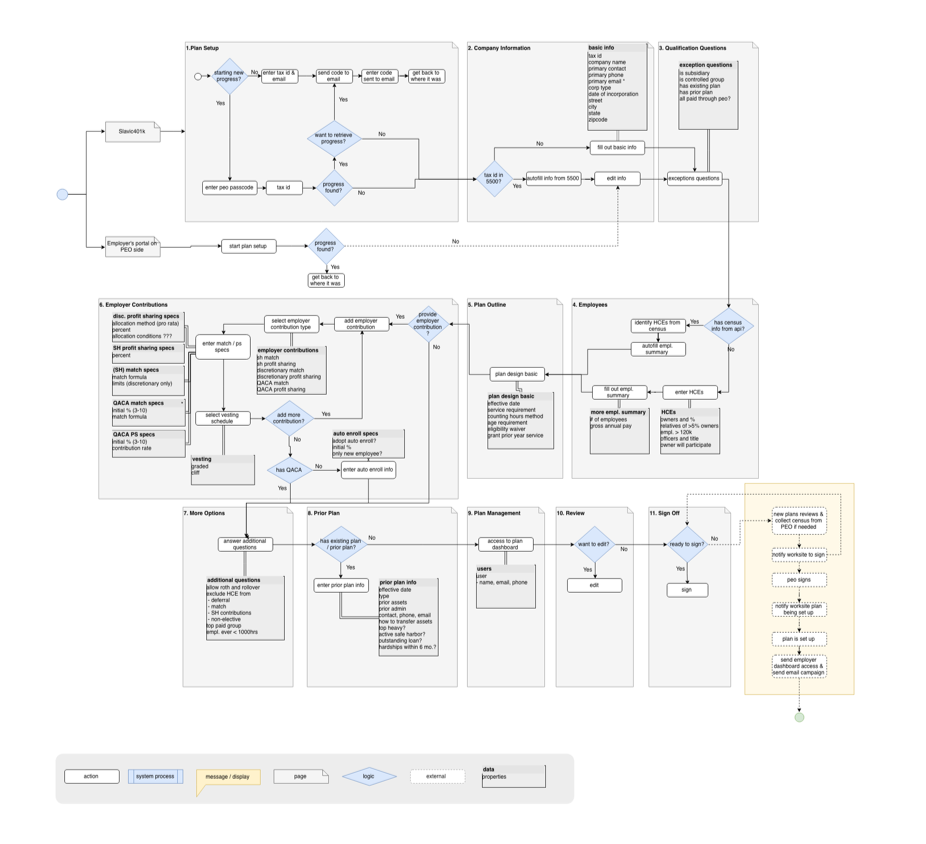 1.Plan Setup
starting new
progress?
No
enter tax id &
email
send code to
email
enter code
sent to email
get back to
where it was
Yes
Yes
want to retrieve
progress?
No
Yes
enter peo passcode
tax id
progress
found?
No
Slavic401k
Employer's portal on
PEO side
start plan setup
progress
found?
No
Yes
get back to
where it was
2. Company Information
basic info
tax id
company name
primary contact
primary phone
primary email *
corp type
date of incorporation
street
city
state
zipcode
No
fill out basic info
tax id in
5500?
Yes
autofill info from 5500
edit info
3. Qualification Questions
exception questions
is subsidiary
is controlled group
has existing plan
has prior plan
all paid through peo?
exceptions questions
6. Employer Contributions
disc. profit sharing specs
allocation method (pro rata)
percent
allocation conditions ???
SH profit sharing specs
percent
(SH) match specs
match formula
limits (discretionary only)
QACA match specs
initial % (3-10)
match formula
QACA PS specs
initial % (3-10)
contribution rate
enter match / ps
specs
select employer
contribution type
add employer
contribution
Yes
provide
employer
contribution
?
No
employer contributions
sh match
sh profit sharing
discretionary match
discretionary profit sharing
QACA match
QACA profit sharing
select vesting
schedule
add more
contribution?
Yes
No
vesting
graded
cliff
auto enroll specs
adopt auto enroll?
initial %
only new employee?
has QACA
No
enter auto enroll info
Yes
5. Plan Outline
plan design basic
plan design basic
effective date
service requirement
counting hours method
age requirement
eligibility waiver
grant prior year service
4. Employees
identify HCEs from
census
Yes
has census
info from api?
autofill empl.
summary
No
fill out empl.
summary
enter HCEs
more empl. summary
# of employees
gross annual pay
HCEs
owners and %
relatives of >5% owners
empl. > 120k
officers and title
owner will participate
7. More Options
answer additional
questions
additional questions
allow roth and rollover
exclude HCE from
- deferral
- match
- SH contributions
- non-elective
top paid group
empl. ever < 1000hrs
8. Prior Plan
has existing plan
/ prior plan?
No
Yes
enter prior plan info
prior plan info
effective date
type
prior assets
prior admin
contact, phone, email
how to transfer assets
top heavy?
active safe harbor?
outstanding loan?
hardships within 6 mo.?
9. Plan Management
access to plan
dashboard
users
user
- name, email, phone
10. Review
want to edit?
No
Yes
edit
11. Sign Off
ready to sign?
No
Yes
sign
new plans reviews &
collect census from
PEO if needed
notify worksite to sign
peo signs
notify worksite plan
being set up
plan is set up
send employer
dashboard access &
send email campaign
action
system process
message / display
page
logic
external
data
properties